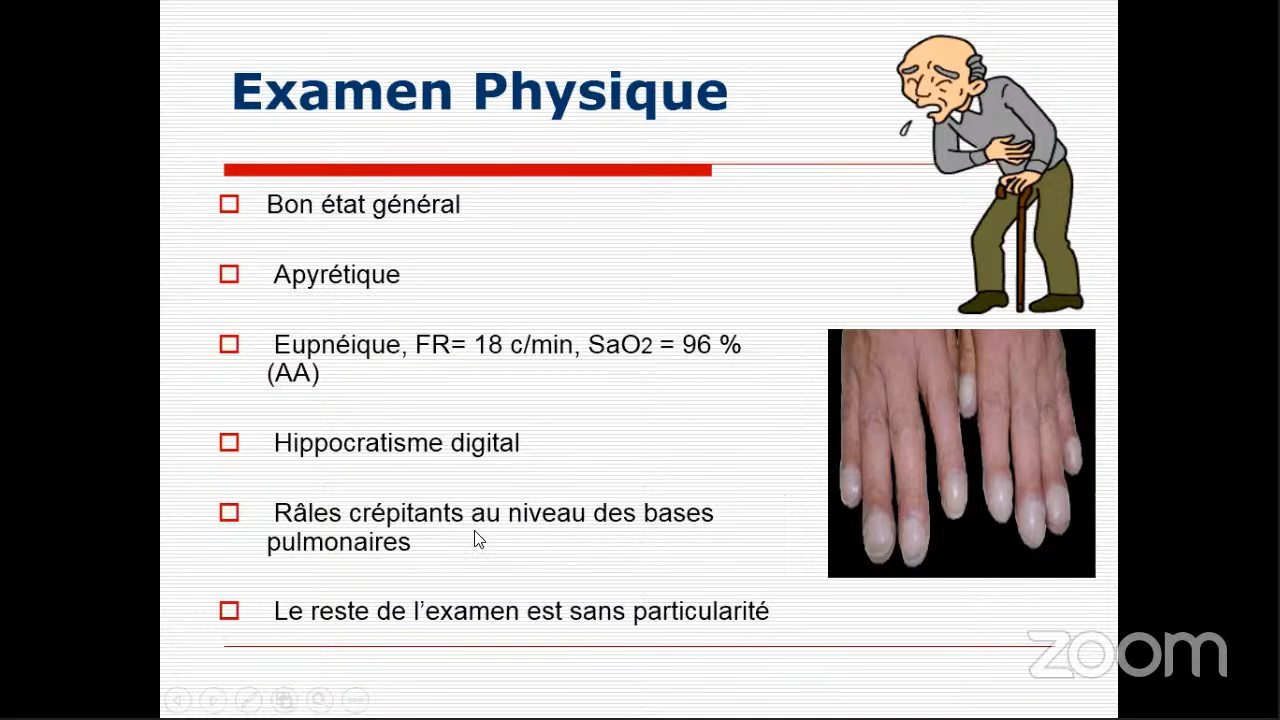 Examen Physique
Bon état général
Apyrétique
Eupnéique, FR= 18 c/min, SaO2 = 96 %
(AA)
Hippocratisme digital
Râles crépitants au niveau des bases
pulmonaires
Le reste de l’examen est sans particularité
zoom